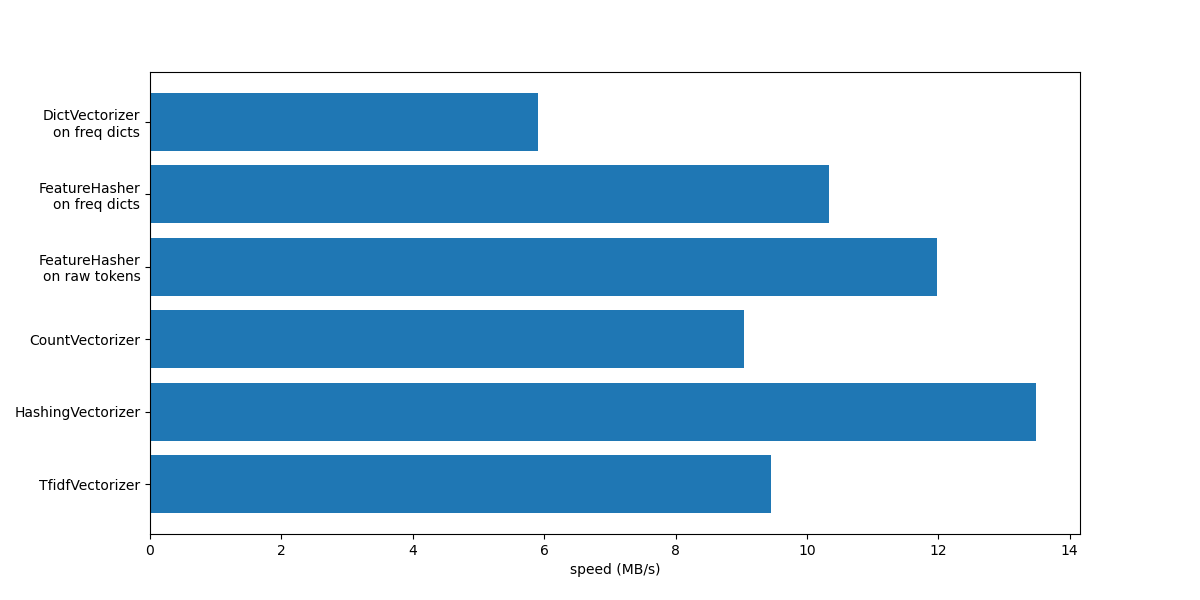 DictVectorizer
on freq dicts
FeatureHasher
on freq dicts
FeatureHasher
on raw tokens
CountVectorizer
HashingVectorizer
TfidfVectorizer
0 2 4 6 8 10 12 14
speed (MB/s)